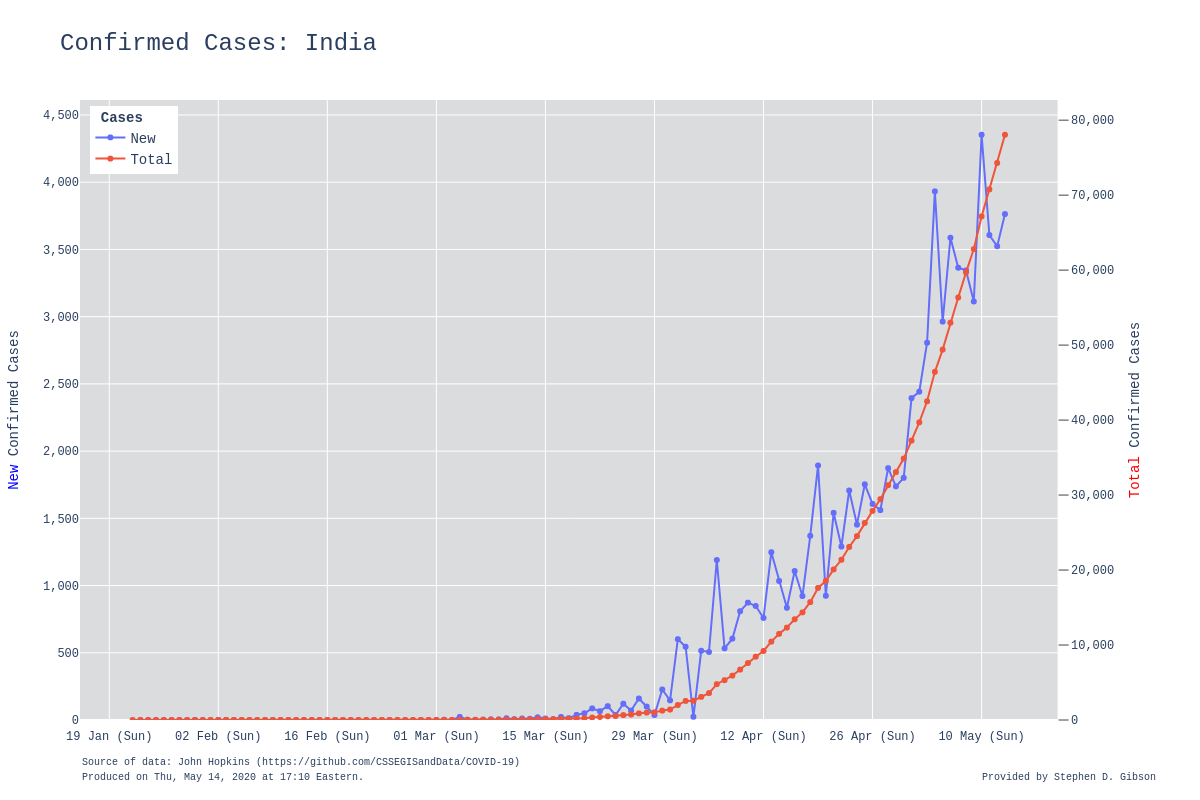 Confirmed Cases: India
Cases
New
Total
4,500
4,000
3,500
3,000
2,500
2,000
1,500
1,000
500
0
80,000
70,000
60,000
50,000
40,000
30,000
20,000
10,000
0
New Confirmed Cases
Total Confirmed Cases
19 Jan (Sun) 02 Feb (Sun) 16 Feb (Sun) 01 Mar (Sun) 15 Mar (Sun) 29 Mar (Sun) 12 Apr (Sun) 26 Apr (Sun) 10 May (Sun)
Source of data: John Hopkins (https://github.com/CSSEGISandData/COVID-19)
Produced on Thu, May 14, 2020 at 17:10 Eastern.
Provided by Stephen D. Gibson